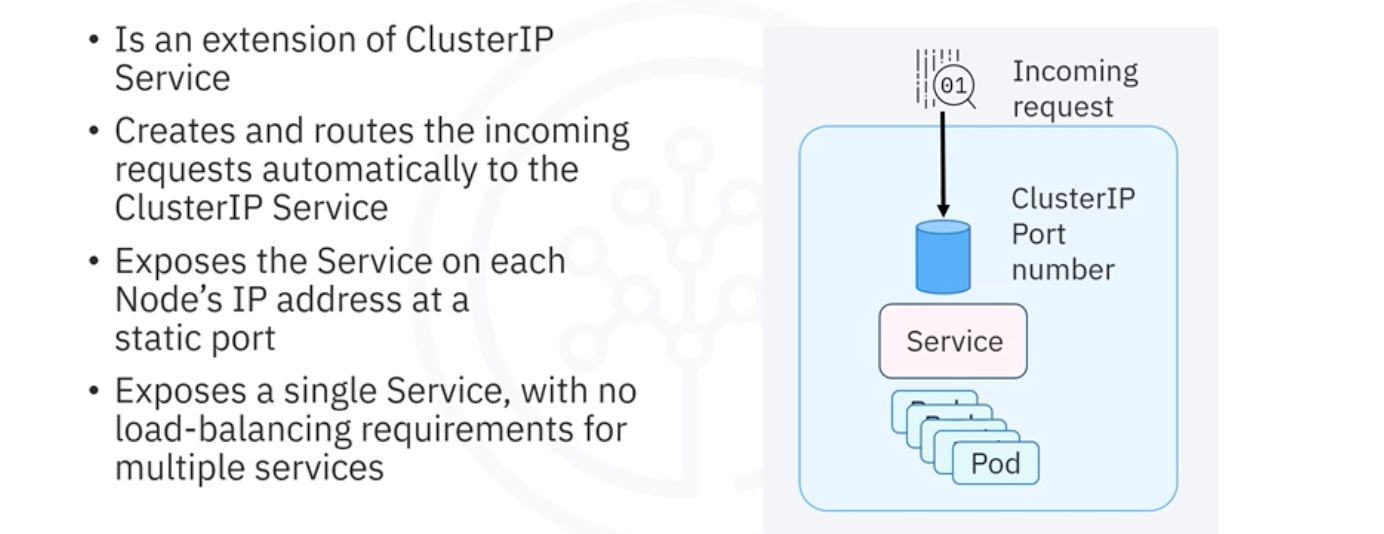 • Is an extension of ClusterIP
Service
• Creates and routes the incoming
requests automatically to the
ClusterIP Service
• Exposes the Service on each
Node’s IP address at a
static port
• Exposes a single Service, with no
load-balancing requirements for
multiple services
01
Incoming
request
ClusterIP
Port
number
Service
Pod